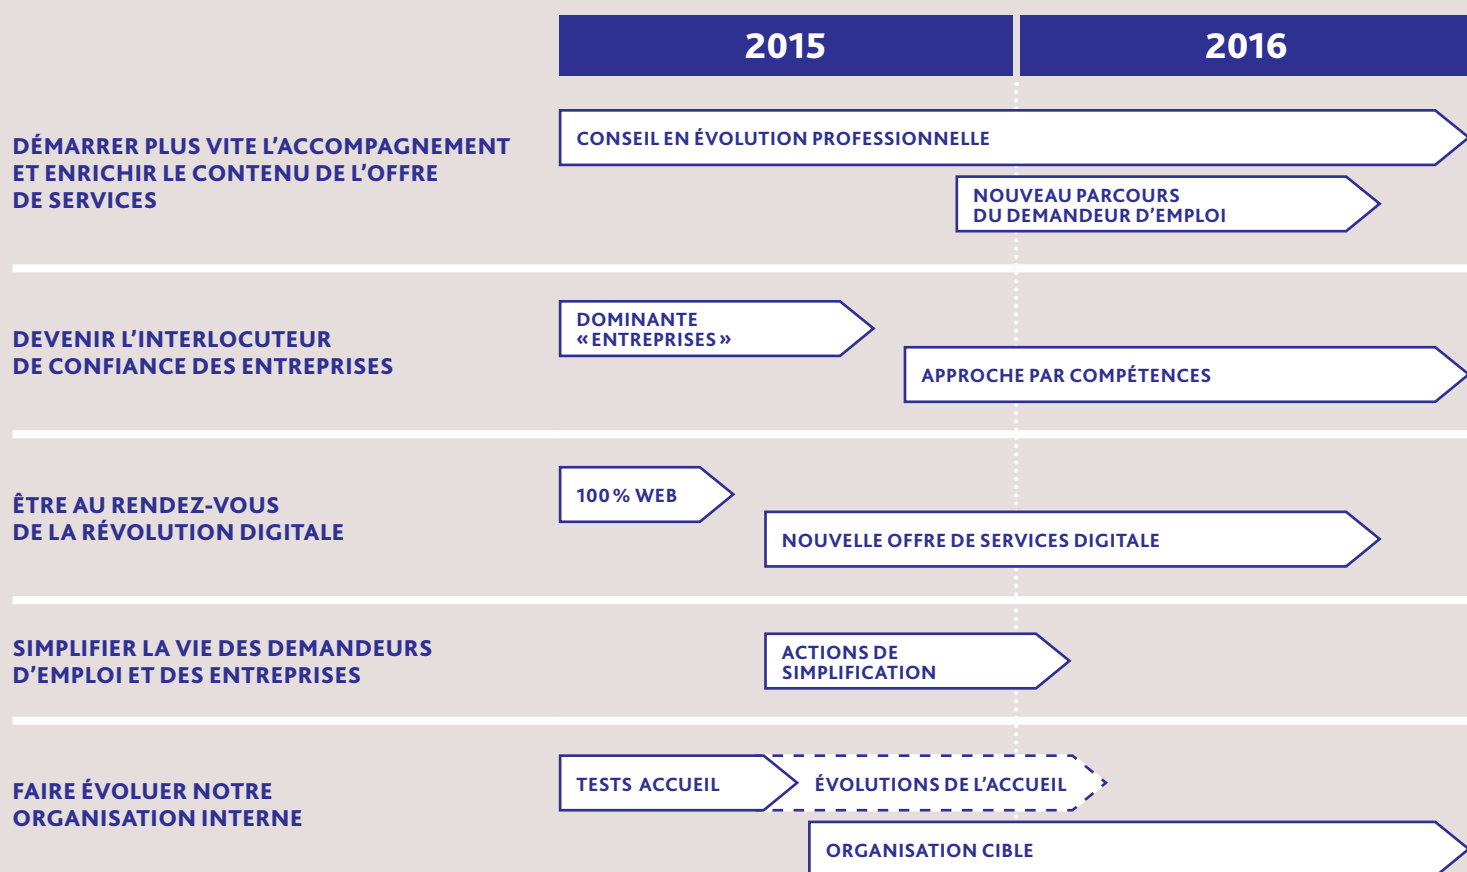 2015
2016
DÉMARRER PLUS VITE L'ACCOMPAGNEMENT
ET ENRICHIR LE CONTENU DE L'OFFRE
DE SERVICES
CONSEIL EN ÉVOLUTION PROFESSIONNELLE
NOUVEAU PARCOURS
DU DEMANDEUR D'EMPLOI
DEVENIR L'INTERLOCUTEUR
DE CONFIANCE DES ENTREPRISES
DOMINANTE
«ENTREPRISES»
APPROCHE PAR COMPÉTENCES
ÊTRE AU RENDEZ-VOUS
DE LA RÉVOLUTION DIGITALE
100% WEB
NOUVELLE OFFRE DE SERVICES DIGITALE
SIMPLIFIER LA VIE DES DEMANDEURS
D'EMPLOI ET DES ENTREPRISES
ACTIONS DE
SIMPLIFICATION
FAIRE ÉVOLUER NOTRE
ORGANISATION INTERNE
TESTS ACCUEIL
ÉVOLUTIONS DE L'ACCUEIL
ORGANISATION CIBLE